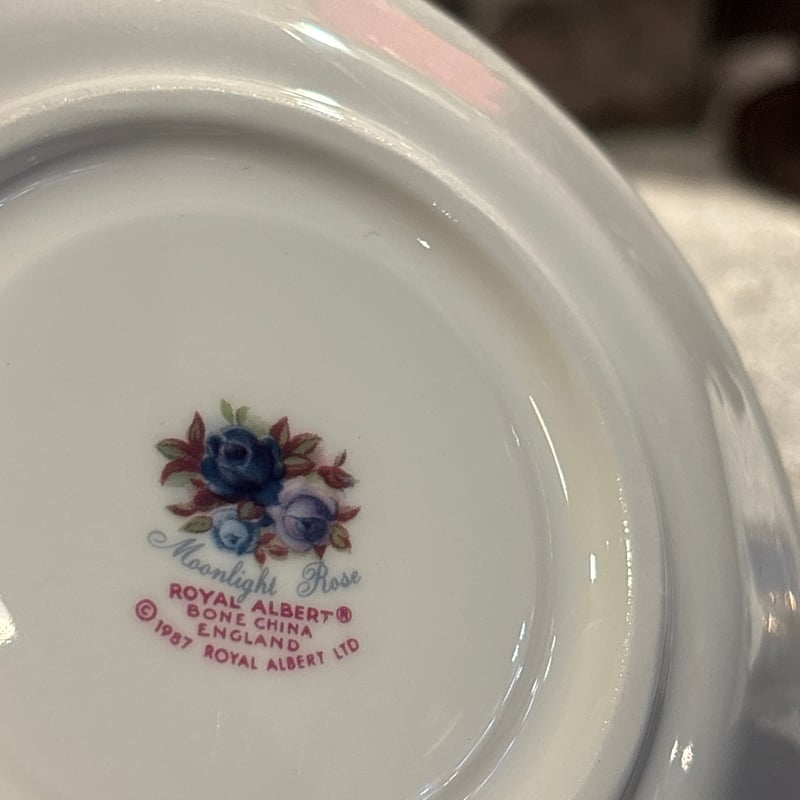 Moonlight Rose
ROYAL ALBERT®
BONE CHINA
ENGLAND
©1987 ROYAL ALBERT LTD